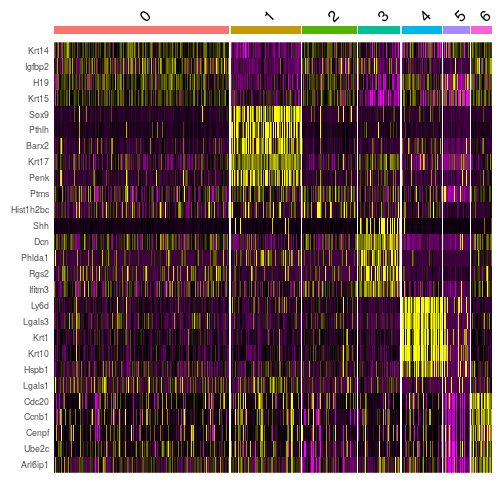 0 1 2 3 4 5 6
Krt14
Igfbp2
H19
Krt15
Sox9
Pthlh
Barx2
Krt17
Penk
Ptms
Hist1h2bc
Shh
Dcn
Phlda1
Rgs2
Ifitm3
Ly6d
Lgals3
Krt1
Krt10
Hspb1
Lgals1
Cdc20
Ccnb1
Cenpf
Ube2c
Arl6ip1